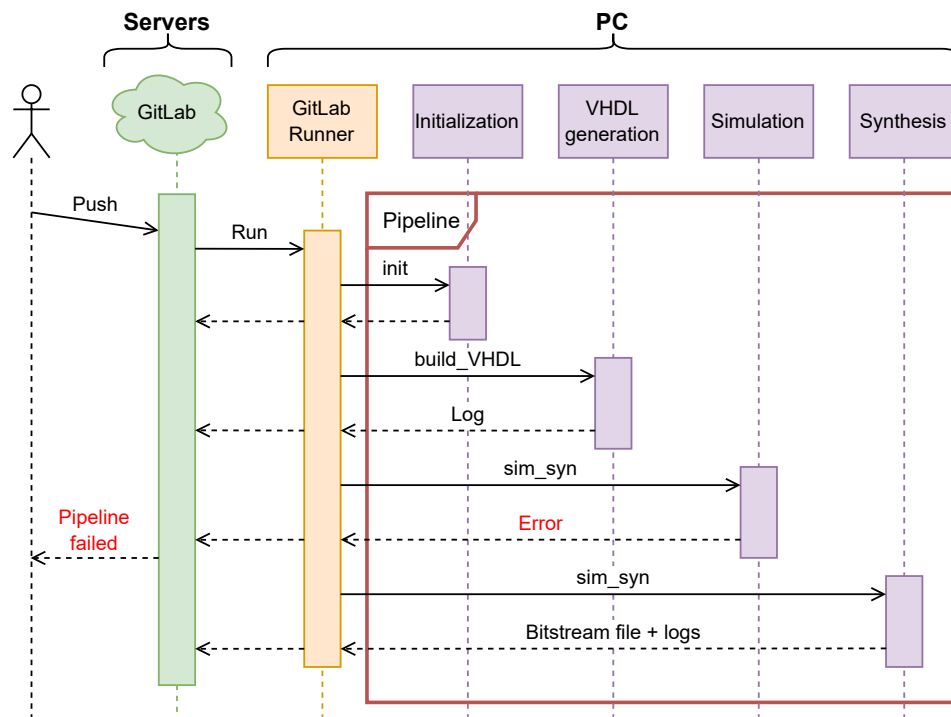 Servers
PC
GitLab
GitLab
Runner
Initialization
VHDL
generation
Simulation
Synthesis
Push
Run
Pipeline
init
build_VHDL
Log
sim_syn
Pipeline
failed
Error
sim_syn
Bitstream file + logs